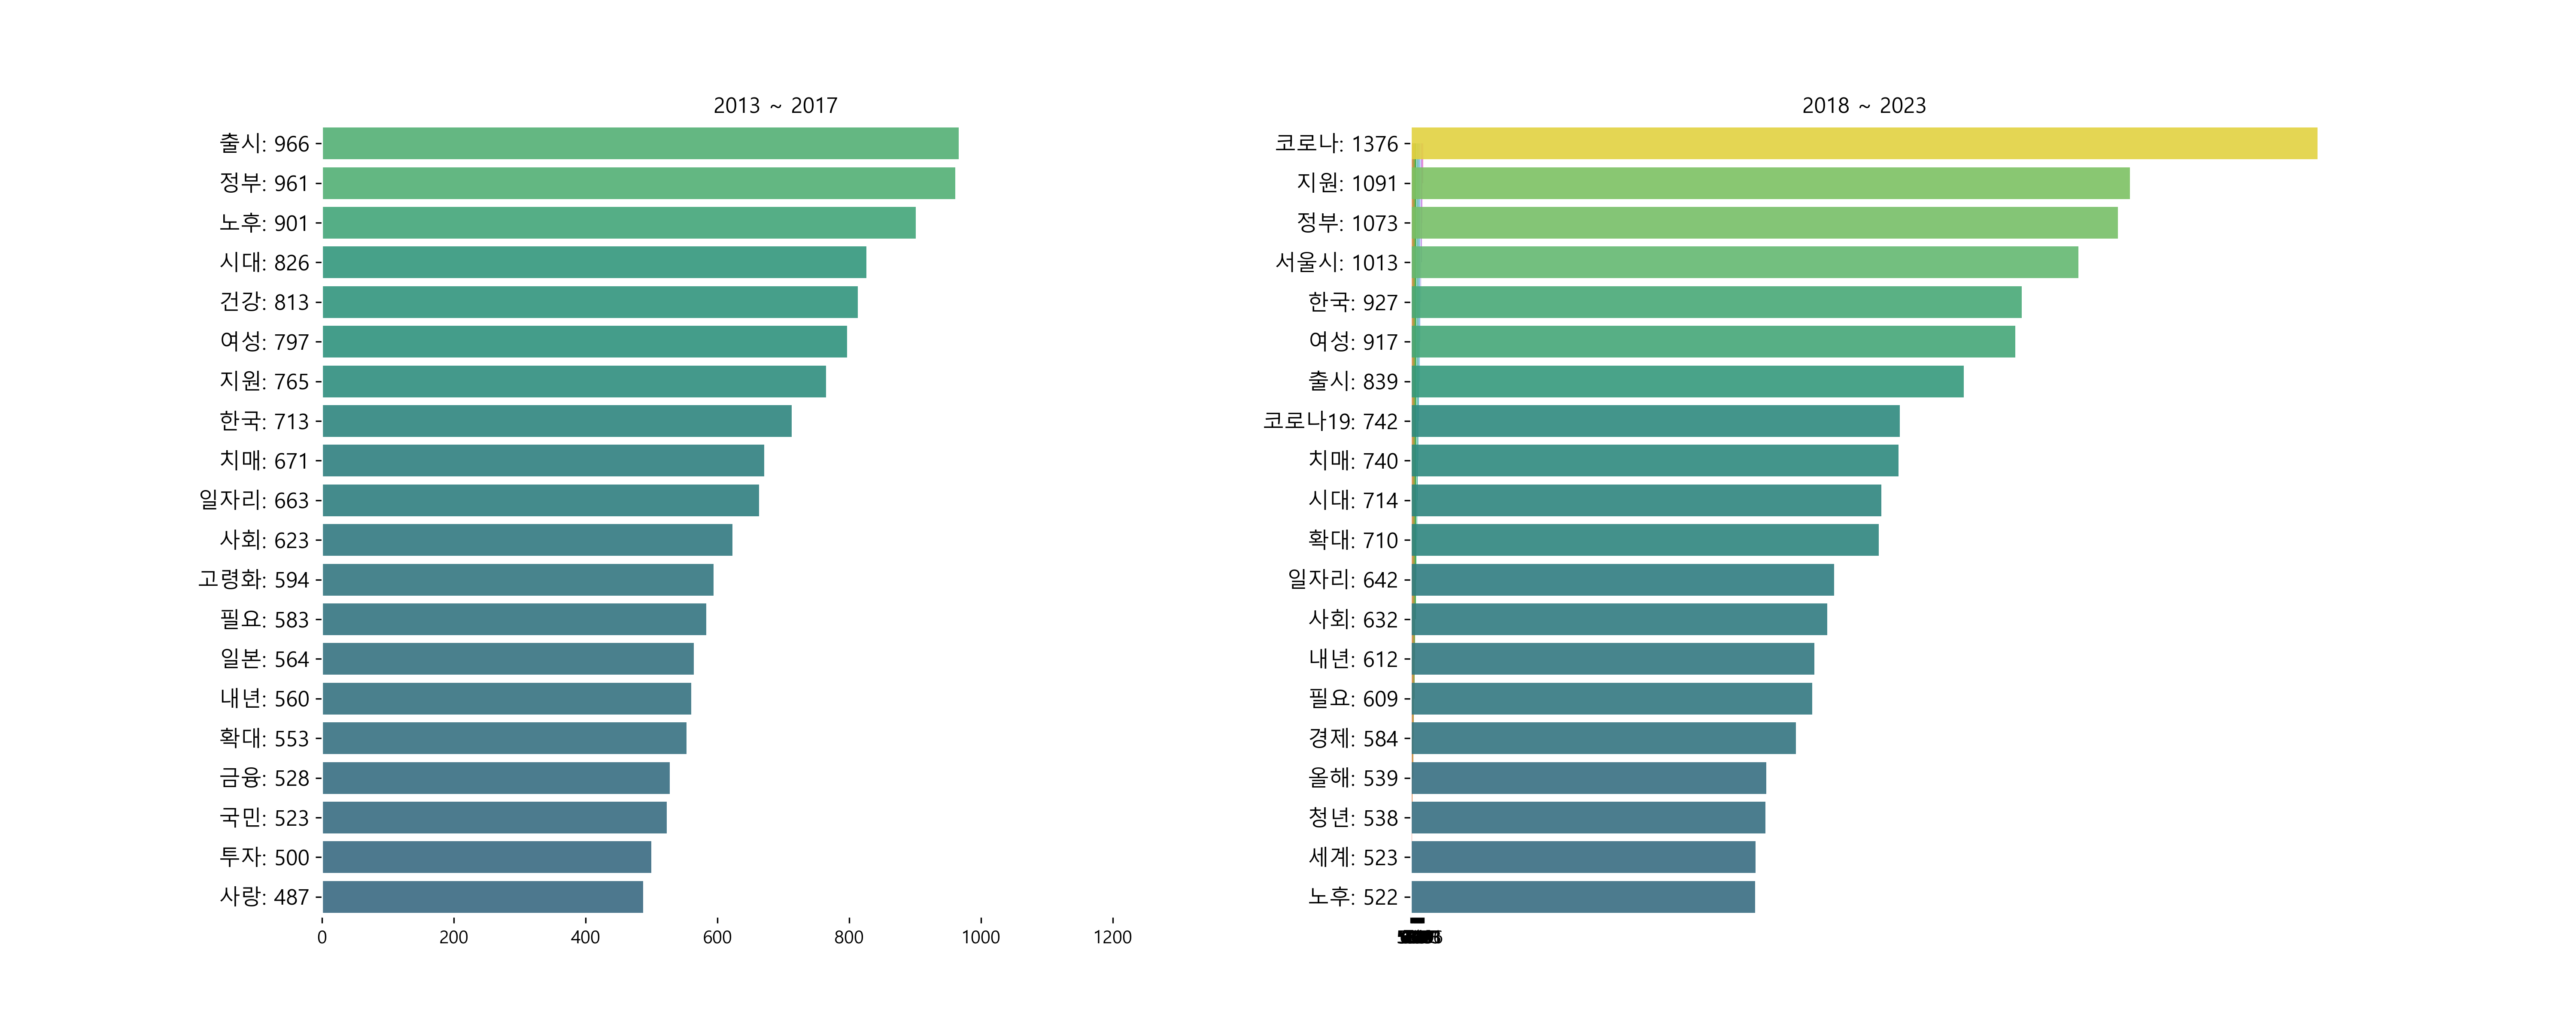 2013 ~ 2017
출시: 966
정부: 961
노후: 901
시대: 826
건강: 813
여성: 797
지원: 765
한국: 713
치매: 671
일자리: 663
사회: 623
고령화: 594
필요: 583
일본: 564
내년: 560
확대: 553
금융: 528
국민: 523
투자: 500
사랑: 487
0 200 400 600 800 1000 1200
2018 ~ 2023
코로나: 1376
지원: 1091
정부: 1073
서울시: 1013
한국: 927
여성: 917
출시: 839
코로나19: 742
치매: 740
시대: 714
확대: 710
일자리: 642
사회: 632
내년: 612
필요: 609
경제: 584
올해: 539
청년: 538
세계: 523
노후: 522